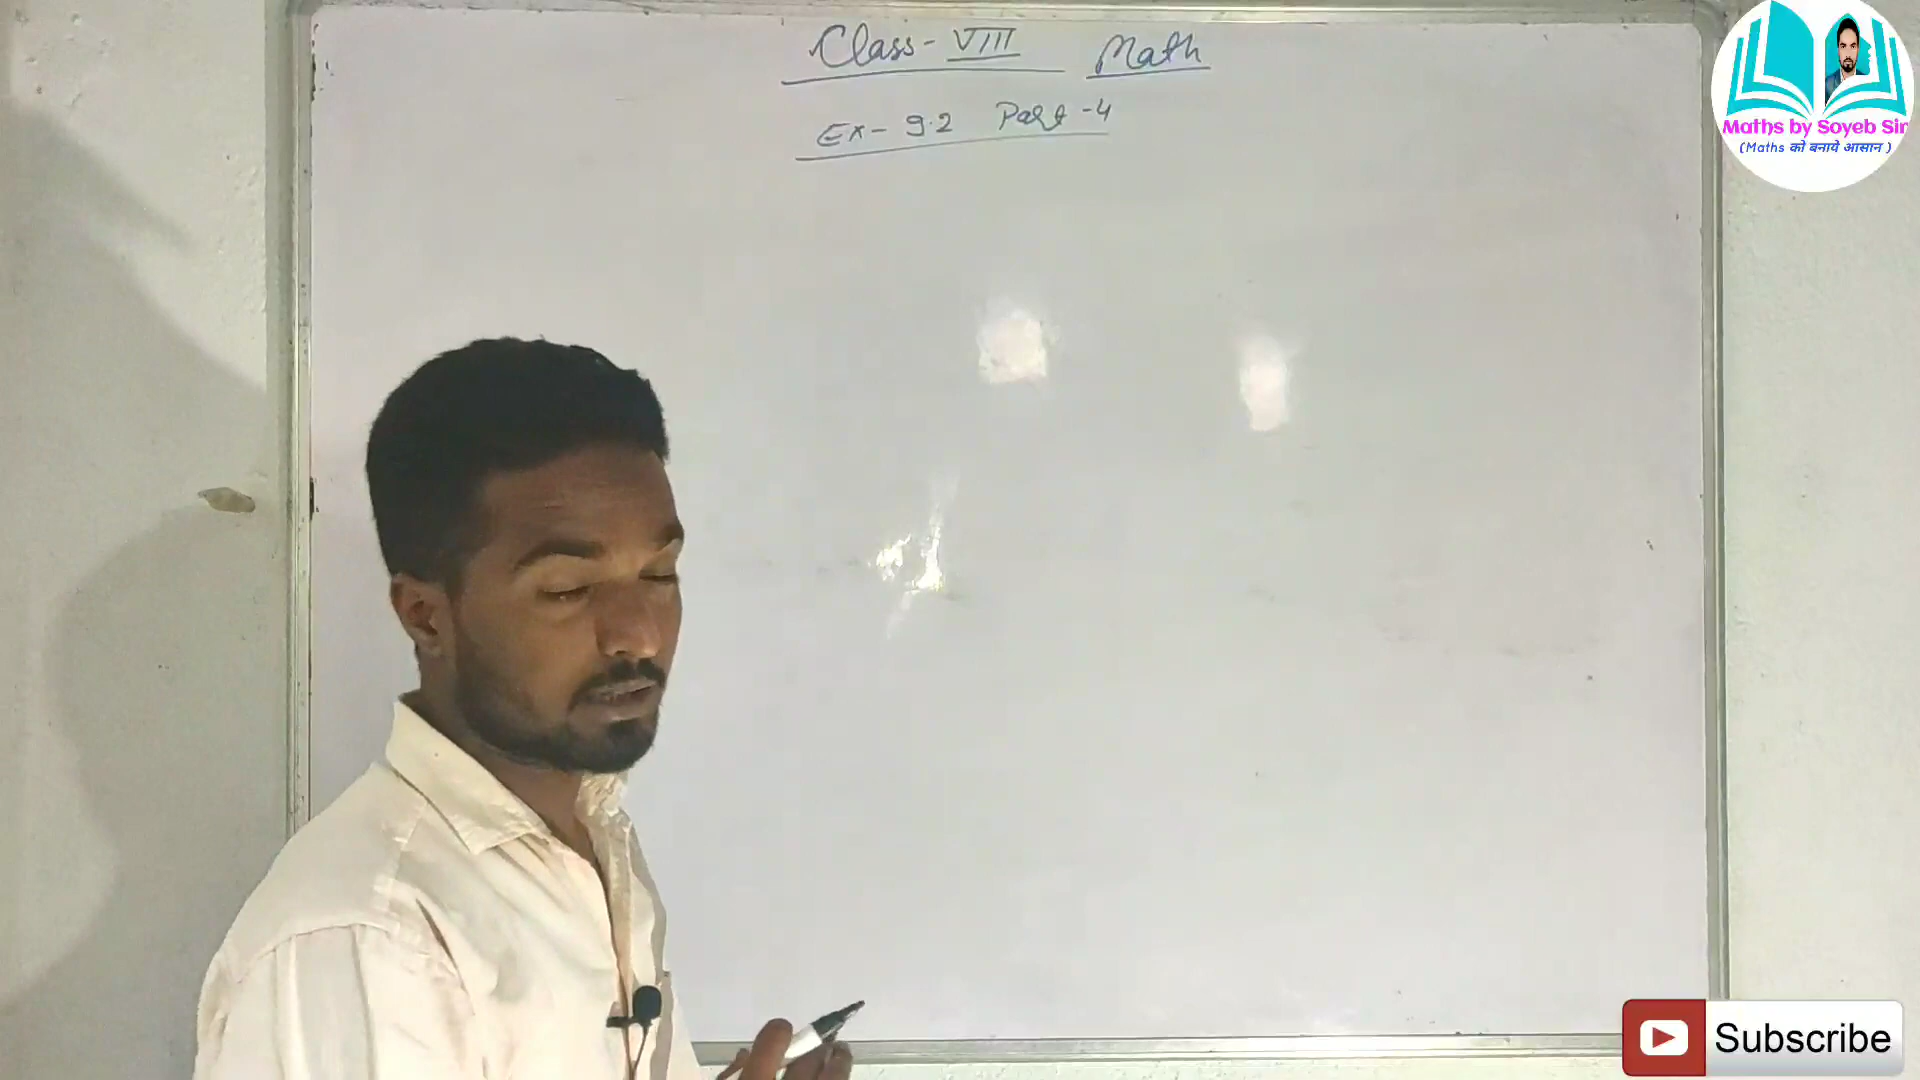 Class - VIII Math
Ex - 9.2 Part - 4
Maths by Soyeb Sir
(Maths को बनाये आसान )
Subscribe